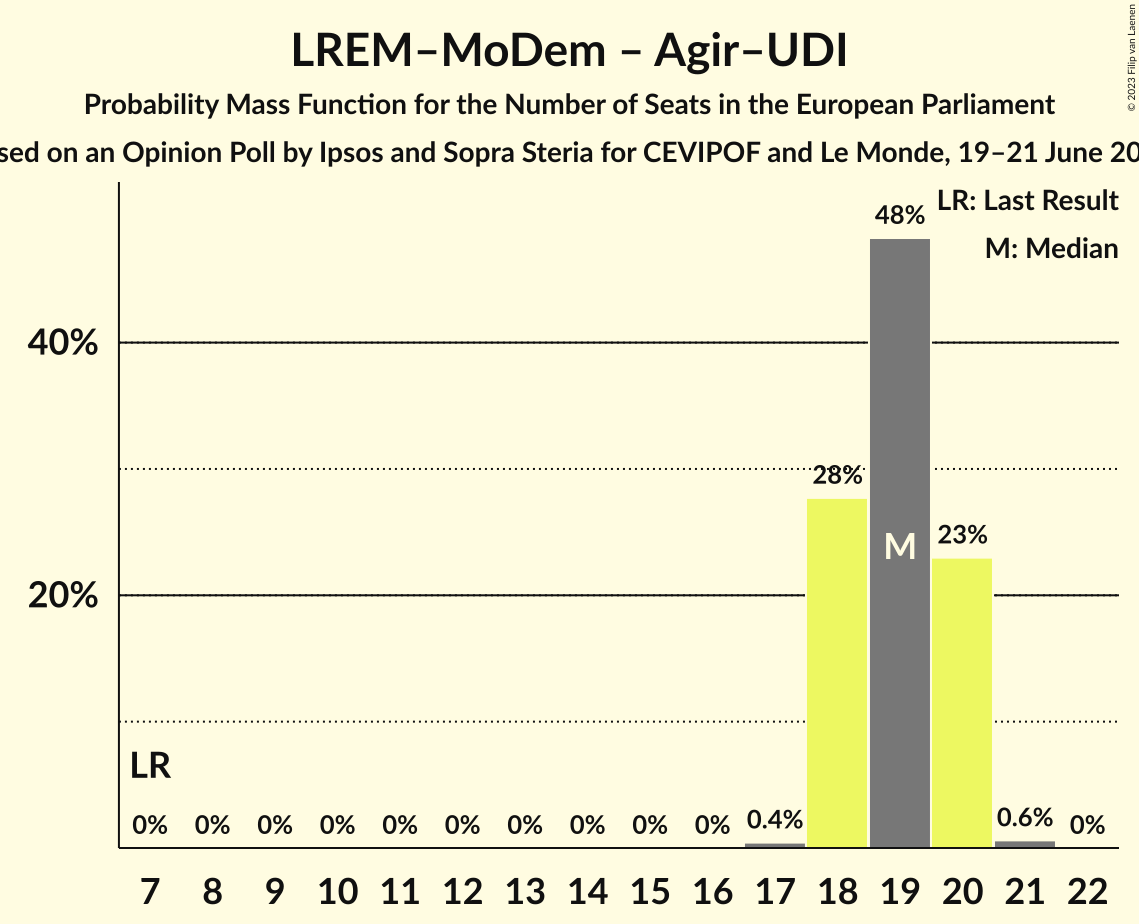 LREM–MoDem – Agir–UDI
Probability Mass Function for the Number of Seats in the European Parliament
on an Opinion Poll by Ipsos and Sopra Steria for CEVIPOF and Le Monde, 19–21 June
© 2023 Filip van Laenen
LR: Last Result
M: Median
48%
40%
28%
M
23%
20%
LR
0% 0% 0% 0% 0% 0% 0% 0% 0% 0% 0.4% 0.6% 0%
7 8 9 10 11 12 13 14 15 16 17 18 19 20 21 22